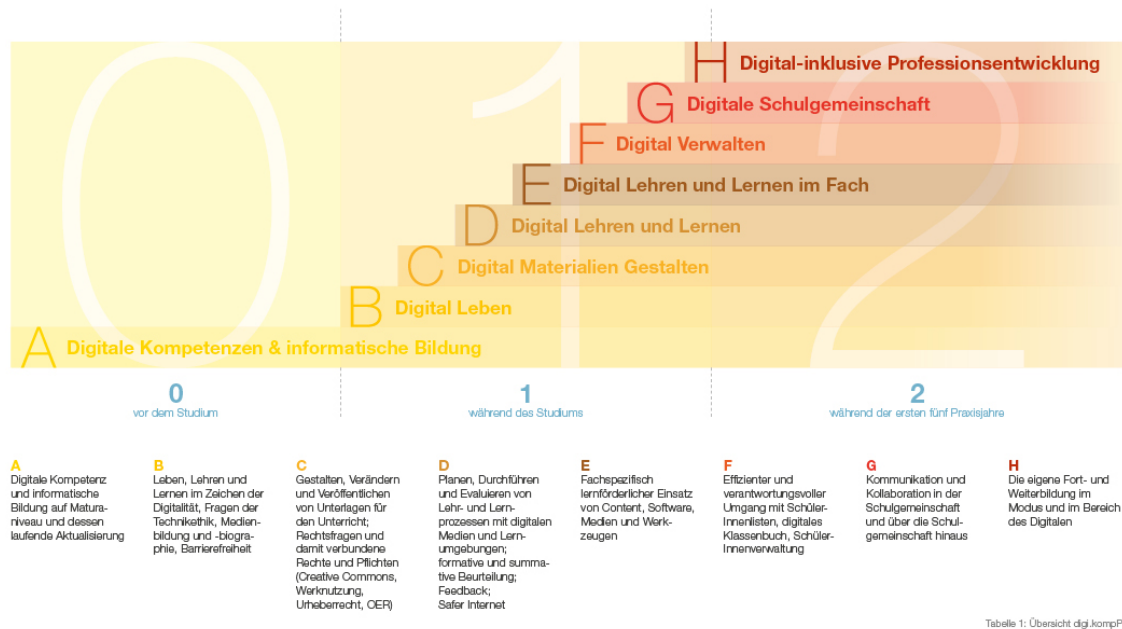 0 1 2
H Digital-inklusive Professionsentwicklung
G Digitale Schulgemeinschaft
F Digital Verwalten
E Digital Lehren und Lernen im Fach
D Digital Lehren und Lernen
C Digital Materialien Gestalten
B Digital Leben
A Digitale Kompetenzen & informatische Bildung
0
vor dem Studium
1
während des Studiums
2
während der ersten fünf Praxisjahre
A
Digitale Kompetenz
und informatische
Bildung auf Matura-
niveau und dessen
laufende Aktualisierung
B
Leben, Lehren und
Lernen im Zeichen der
Digitalität, Fragen der
Technikethik, Medien-
bildung und -biogra-
phie, Barrierefreiheit
C
Gestalten, Verändern
und Veröffentlichen
von Unterlagen für
den Unterricht;
Rechtsfragen und
damit verbundene
Rechte und Pflichten
(Creative Commons,
Werknutzung,
Urheberrecht, OER)
D
Planen, Durchführen
und Evaluieren von
Lehr- und Lern-
prozessen mit digitalen
Medien und Lern-
umgebungen;
formative und summa-
tive Beurteilung;
Feedback;
Safer Internet
E
Fachspezifisch
lernförderlicher Einsatz
von Content, Software,
Medien und Werk-
zeugen
F
Effizienter und
verantwortungsvoller
Umgang mit Schüler-
Innenlisten, digitales
Klassenbuch, Schüler-
Innenverwaltung
G
Kommunikation und
Kollaboration in der
Schulgemeinschaft
und über die Schul-
gemeinschaft hinaus
H
Die eigene Fort- und
Weiterbildung im
Modus und im Bereich
des Digitalen
Tabelle 1: Übersicht digi.kompP